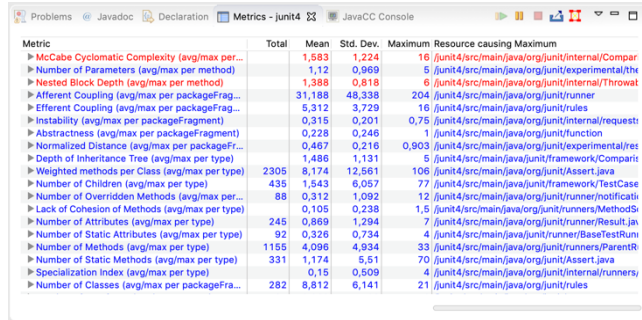 Problems @ Javadoc Declaration Metrics - junit4 JavaCC Console
Metric Total Mean Std. Dev. Maximum Resource causing Maximum
McCabe Cyclomatic Complexity (avg/max per... 1,583 1,224 16 /junit4/src/main/java/org/junit/internal/Compar
Number of Parameters (avg/max per method) 1,12 0,969 5 /junit4/src/main/java/org/junit/experimental/the
Nested Block Depth (avg/max per method) 1,388 0,818 6 /junit4/src/main/java/org/junit/internal/Throwab
Afferent Coupling (avg/max per packageFrag... 31,188 48,338 204 /junit4/src/main/java/org/junit/runner
Efferent Coupling (avg/max per packageFrag... 5,312 3,729 16 /junit4/src/main/java/org/junit/rules
Instability (avg/max per packageFragment) 0,315 0,201 0,75 /junit4/src/main/java/org/junit/internal/requests
Abstractness (avg/max per packageFragment) 0,228 0,246 1 /junit4/src/main/java/org/junit/function
Normalized Distance (avg/max per packageFr... 0,467 0,216 0,903 /junit4/src/main/java/org/junit/experimental/res
Depth of Inheritance Tree (avg/max per type) 1,486 1,131 5 /junit4/src/main/java/junit/framework/Comparis
Weighted methods per Class (avg/max per type) 2305 8,174 12,561 106 /junit4/src/main/java/org/junit/Assert.java
Number of Children (avg/max per type) 435 1,543 6,057 77 /junit4/src/main/java/junit/framework/TestCase
Number of Overridden Methods (avg/max per... 88 0,312 1,092 12 /junit4/src/main/java/org/junit/runner/notificatio
Lack of Cohesion of Methods (avg/max per type) 0,105 0,238 1,5 /junit4/src/main/java/org/junit/runners/MethodS
Number of Attributes (avg/max per type) 245 0,869 1,294 7 /junit4/src/main/java/org/junit/runner/Result.jav
Number of Static Attributes (avg/max per type) 92 0,326 0,734 4 /junit4/src/main/java/junit/runner/BaseTestRunn
Number of Methods (avg/max per type) 1155 4,096 4,934 33 /junit4/src/main/java/org/junit/runners/ParentR
Number of Static Methods (avg/max per type) 331 1,174 5,51 70 /junit4/src/main/java/org/junit/Assert.java
Specialization Index (avg/max per type) 0,15 0,509 4 /junit4/src/main/java/org/junit/internal/runners,
Number of Classes (avg/max per packageFra... 282 8,812 6,141 21 /junit4/src/main/java/org/junit/rules